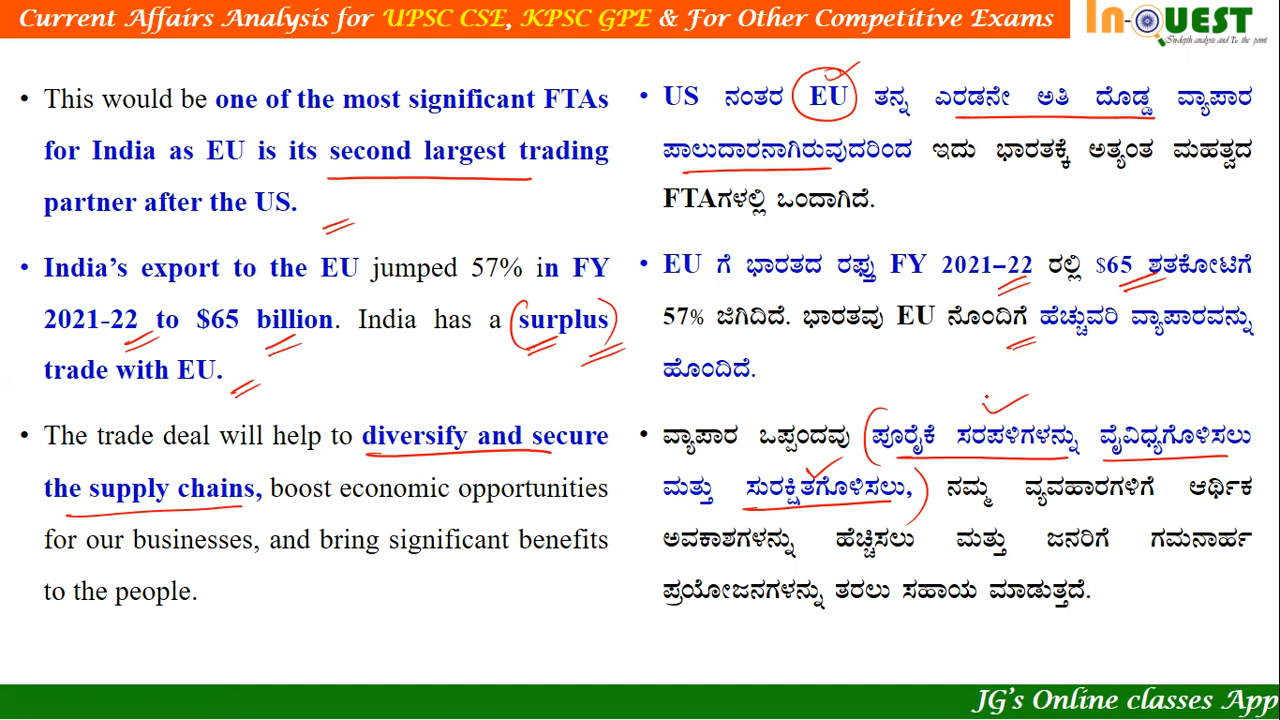 Current Affairs Analysis for UPSC CSE, KPSC GPE & For Other Competitive Exams
In-QUEST
In-depth analysis and To the point
• This would be one of the most significant FTAs
for India as EU is its second largest trading
partner after the US.
• India's export to the EU jumped 57% in FY
2021-22 to $65 billion. India has a surplus
trade with EU.
• The trade deal will help to diversify and secure
the supply chains, boost economic opportunities
for our businesses, and bring significant benefits
to the people.
• US ನಂತರ EU ತನ್ನ ಎರಡನೇ ಅತಿ ದೊಡ್ಡ ವ್ಯಾಪಾರ
ಪಾಲುದಾರನಾಗಿರುವುದರಿಂದ ಇದು ಭಾರತಕ್ಕೆ ಅತ್ಯಂತ ಮಹತ್ವದ
FTAಗಳಲ್ಲಿ ಒಂದಾಗಿದೆ.
• EU ಗೆ ಭಾರತದ ರಫ್ತು FY 2021–22 ರಲ್ಲಿ $65 ಶತಕೋಟಿಗೆ
57% ಜಿಗಿದಿದೆ. ಭಾರತವು EU ನೊಂದಿಗೆ ಹೆಚ್ಚುವರಿ ವ್ಯಾಪಾರವನ್ನು
ಹೊಂದಿದೆ.
• ವ್ಯಾಪಾರ ಒಪ್ಪಂದವು ಪೂರೈಕೆ ಸರಪಳಿಗಳನ್ನು ವೈವಿಧ್ಯಗೊಳಿಸಲು
ಮತ್ತು ಸುರಕ್ಷಿತಗೊಳಿಸಲು, ನಮ್ಮ ವ್ಯವಹಾರಗಳಿಗೆ ಆರ್ಥಿಕ
ಅವಕಾಶಗಳನ್ನು ಹೆಚ್ಚಿಸಲು ಮತ್ತು ಜನರಿಗೆ ಗಮನಾರ್ಹ
ಪ್ರಯೋಜನಗಳನ್ನು ತರಲು ಸಹಾಯ ಮಾಡುತ್ತದೆ.
JG's Online classes App